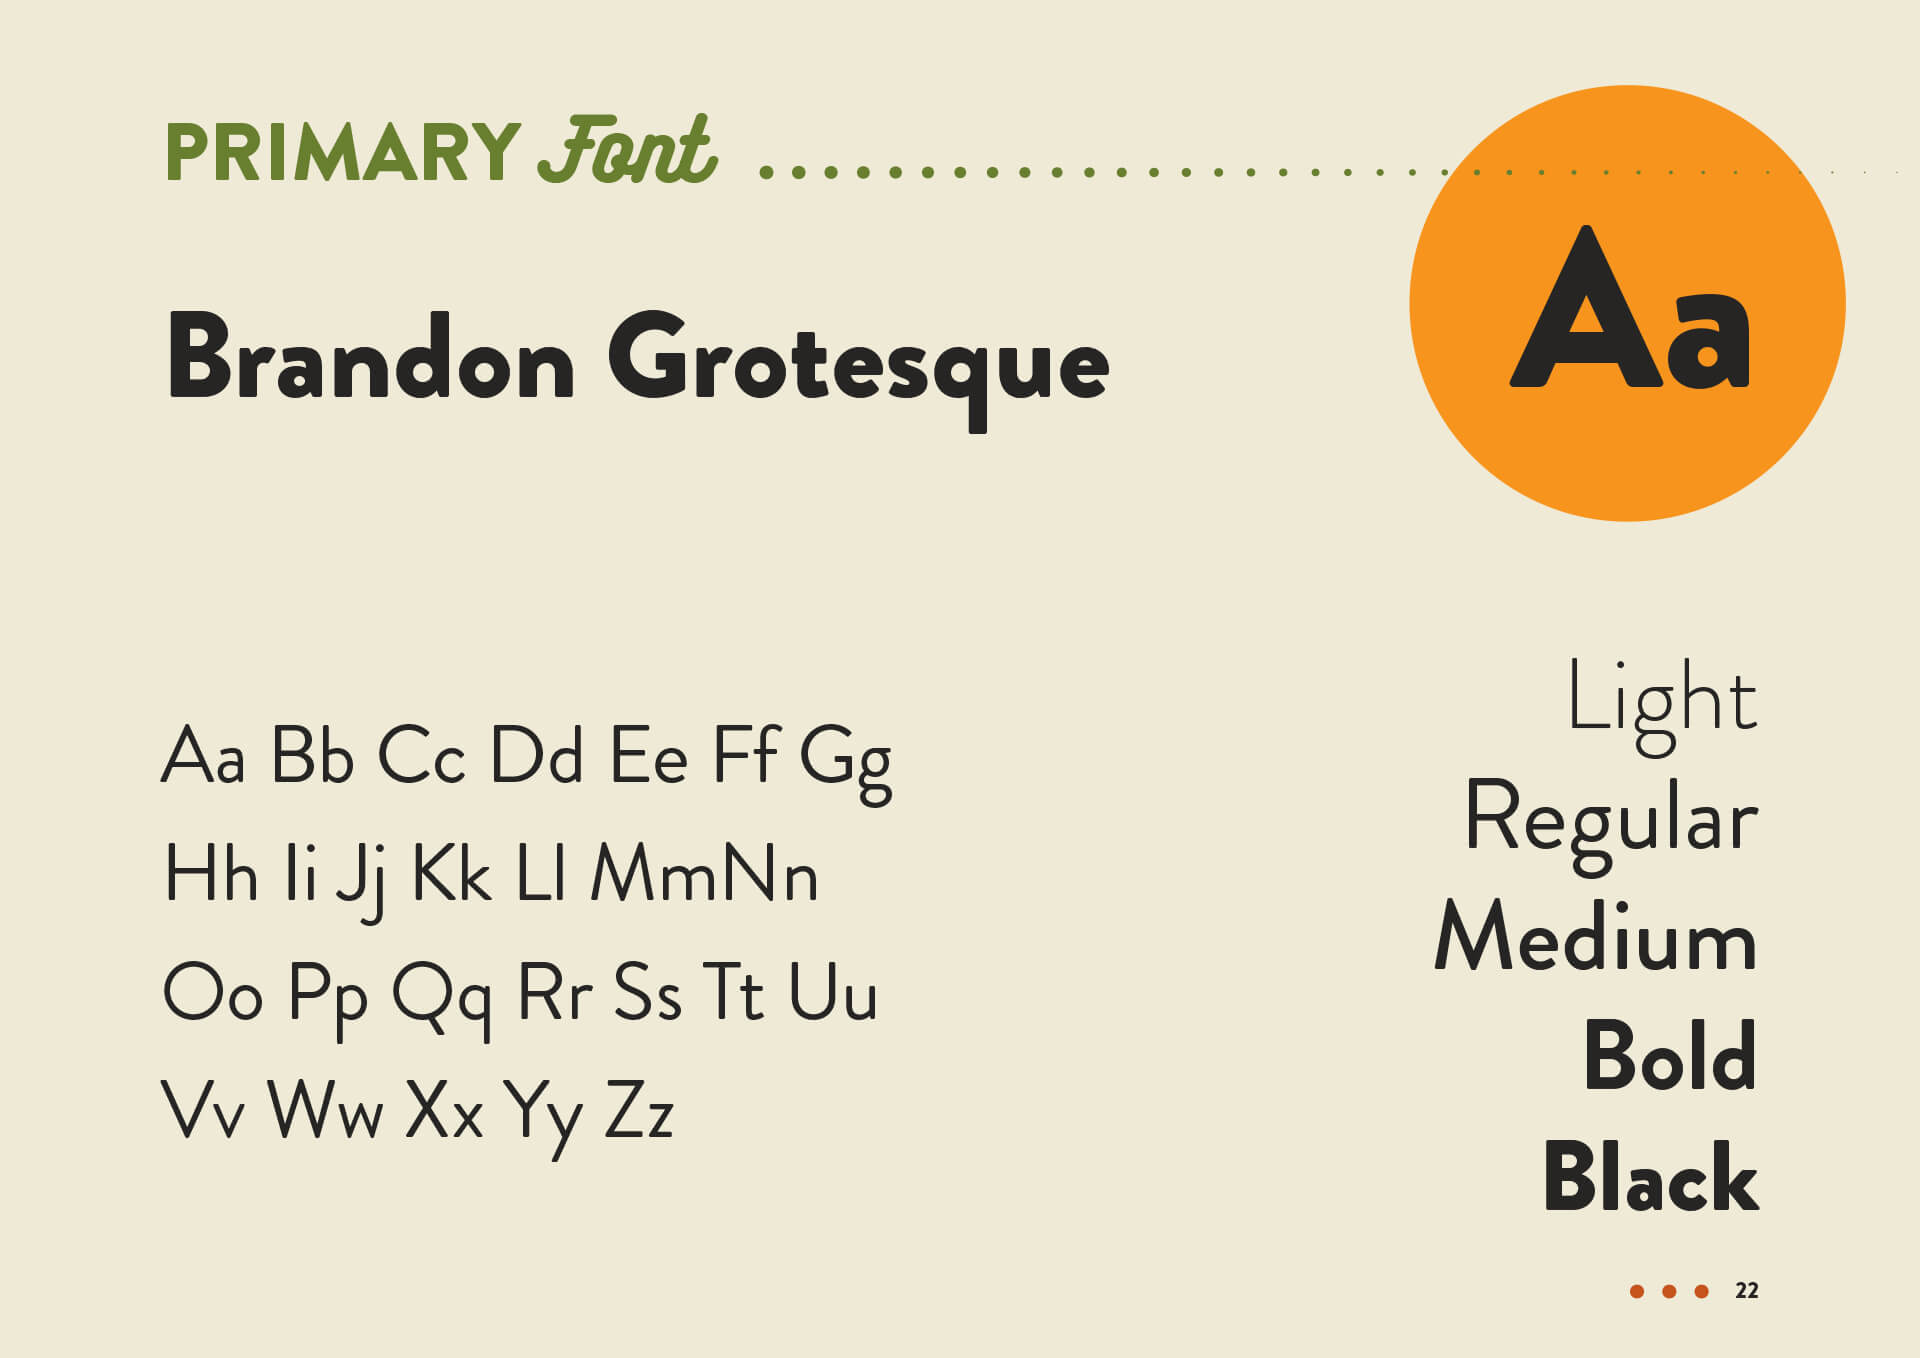 PRIMARY Font
Brandon Grotesque
Aa
Aa Bb Cc Dd Ee Ff Gg
Hh Ii Jj Kk Ll MmNn
Oo Pp Qq Rr Ss Tt Uu
Vv Ww Xx Yy Zz
Light
Regular
Medium
Bold
Black
22